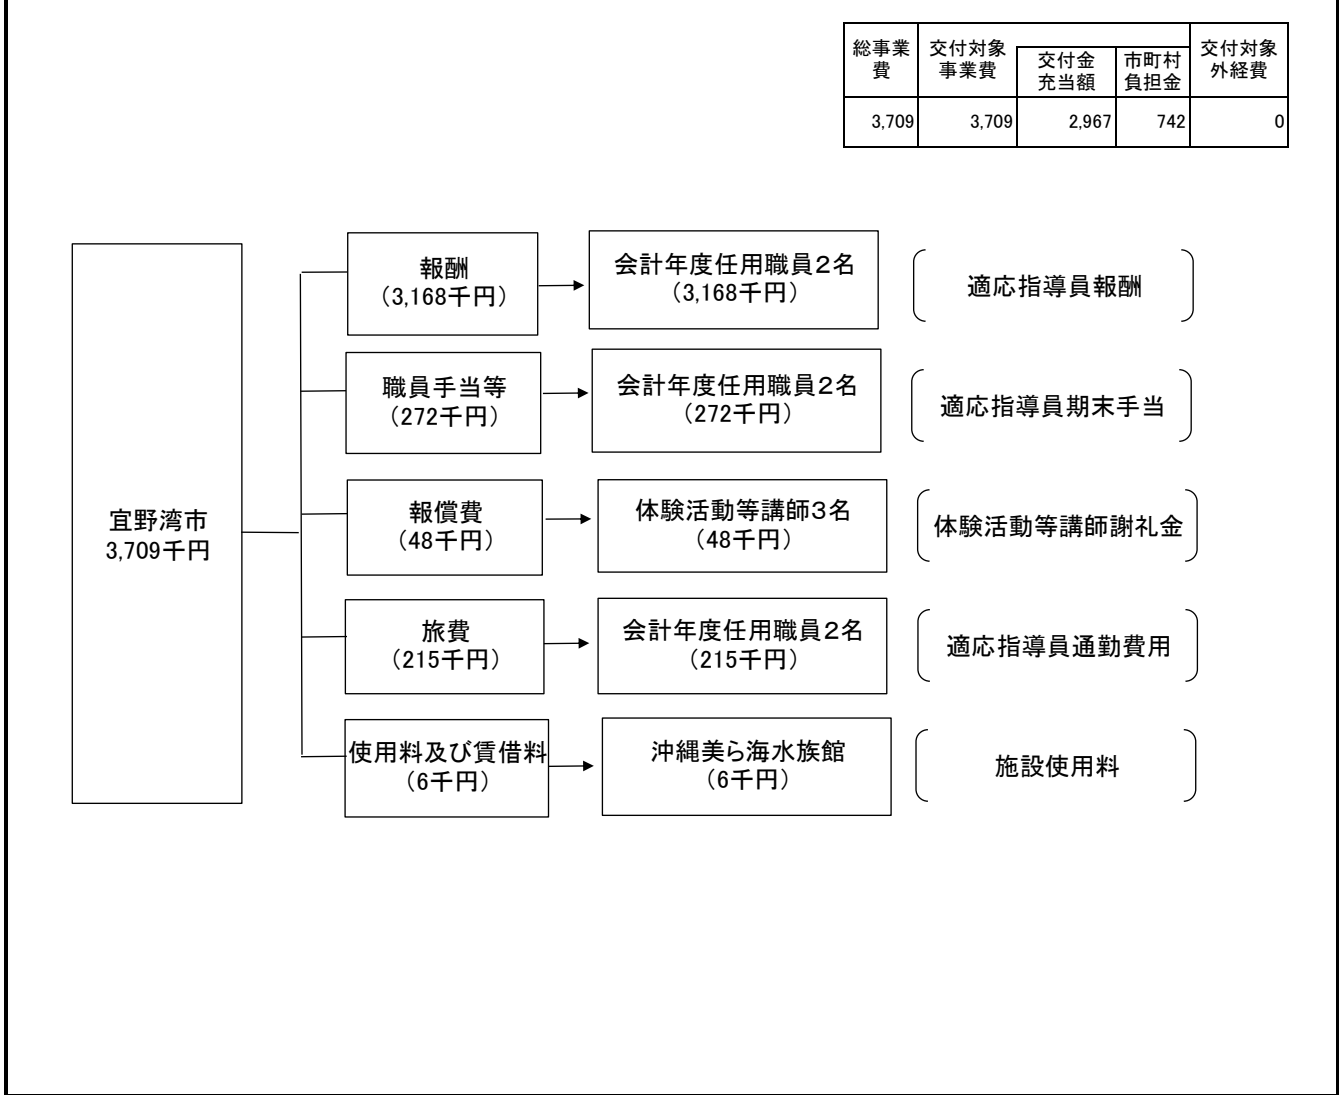 総事業
費
交付対象
事業費
交付金
充当額
市町村
負担金
交付対象
外経費
3,709
3,709
2,967
742
0
宜野湾市
3,709千円
報酬
（3,168千円）
会計年度任用職員２名
（3,168千円）
適応指導員報酬
職員手当等
（272千円）
会計年度任用職員２名
（272千円）
適応指導員期末手当
報償費
（48千円）
体験活動等講師３名
（48千円）
体験活動等講師謝礼金
旅費
（215千円）
会計年度任用職員２名
（215千円）
適応指導員通勤費用
使用料及び賃借料
（6千円）
沖縄美ら海水族館
（6千円）
施設使用料